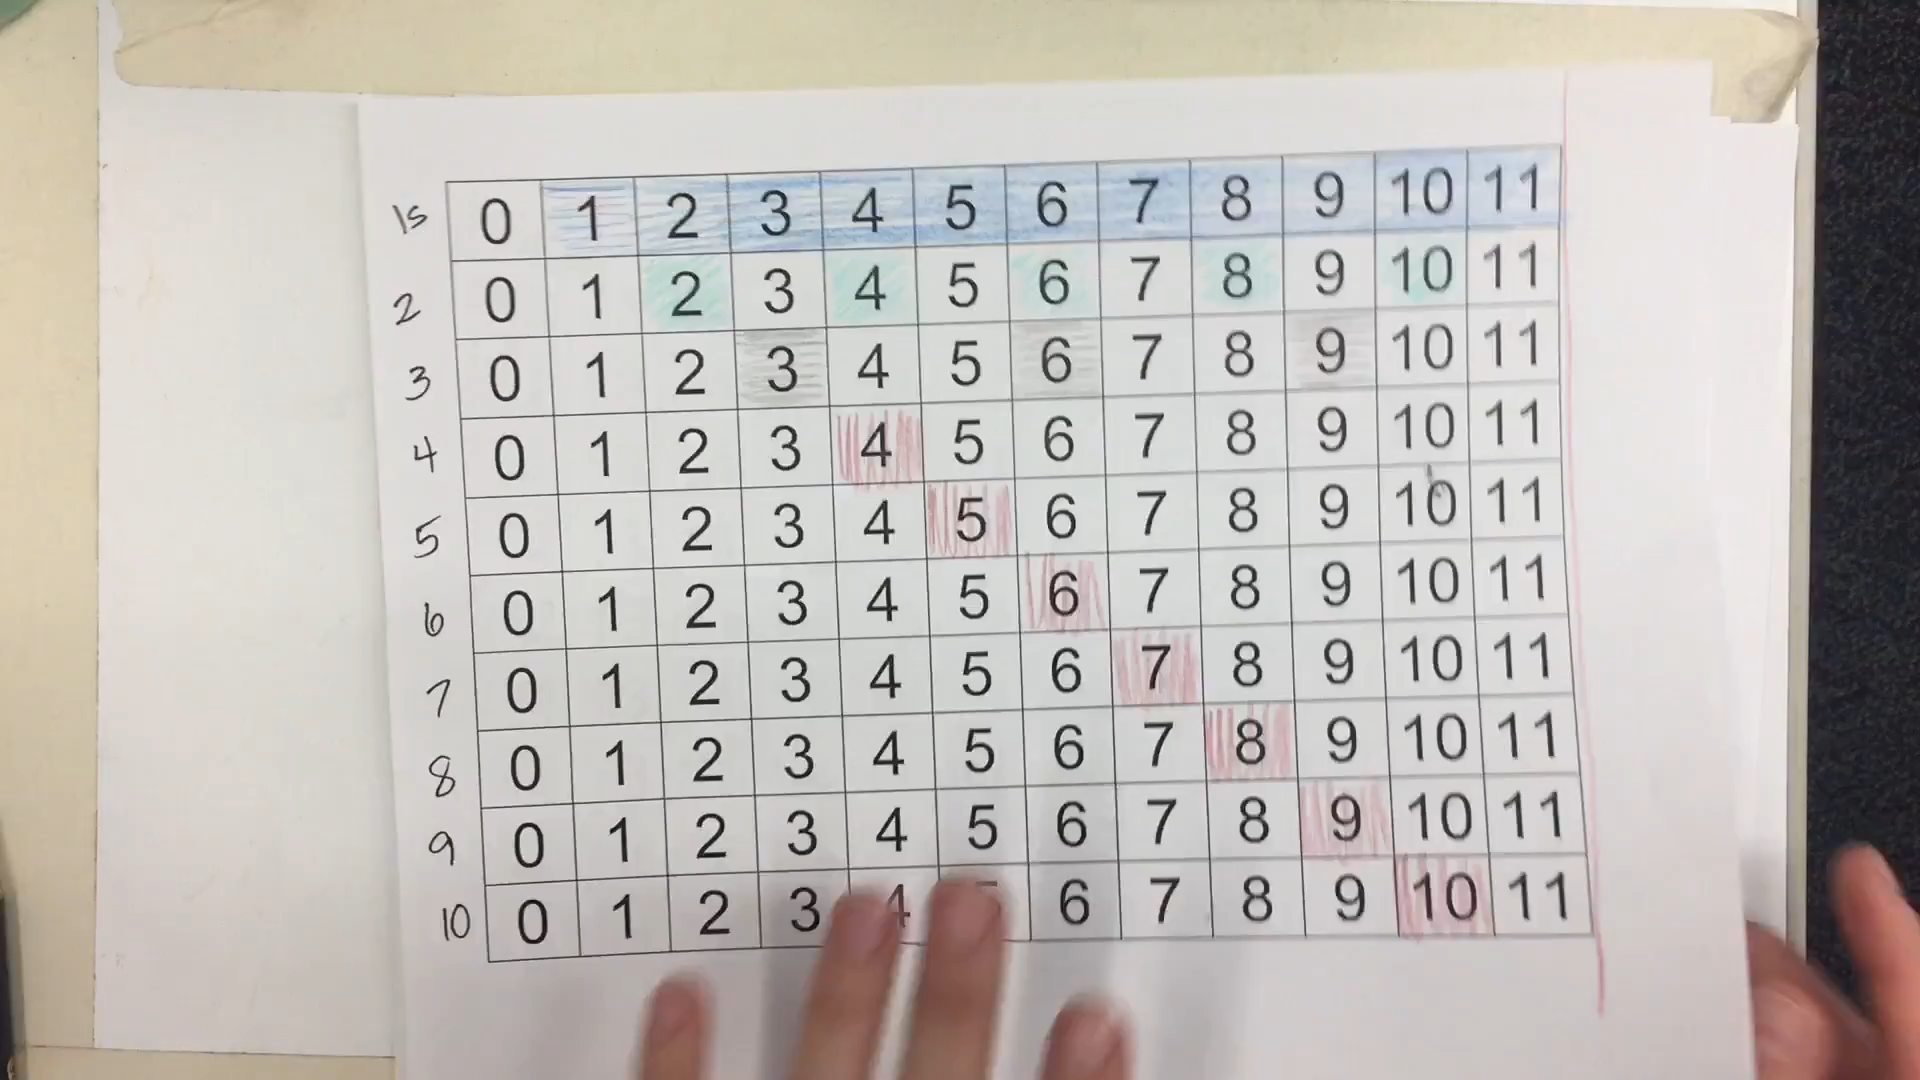 1s 0 1 2 3 4 5 6 7 8 9 10 11
2 0 1 2 3 4 5 6 7 8 9 10 11
3 0 1 2 3 4 5 6 7 8 9 10 11
4 0 1 2 3 4 5 6 7 8 9 10 11
5 0 1 2 3 4 5 6 7 8 9 10 11
6 0 1 2 3 4 5 6 7 8 9 10 11
7 0 1 2 3 4 5 6 7 8 9 10 11
8 0 1 2 3 4 5 6 7 8 9 10 11
9 0 1 2 3 4 5 6 7 8 9 10 11
10 0 1 2 3 4 6 7 8 9 10 11